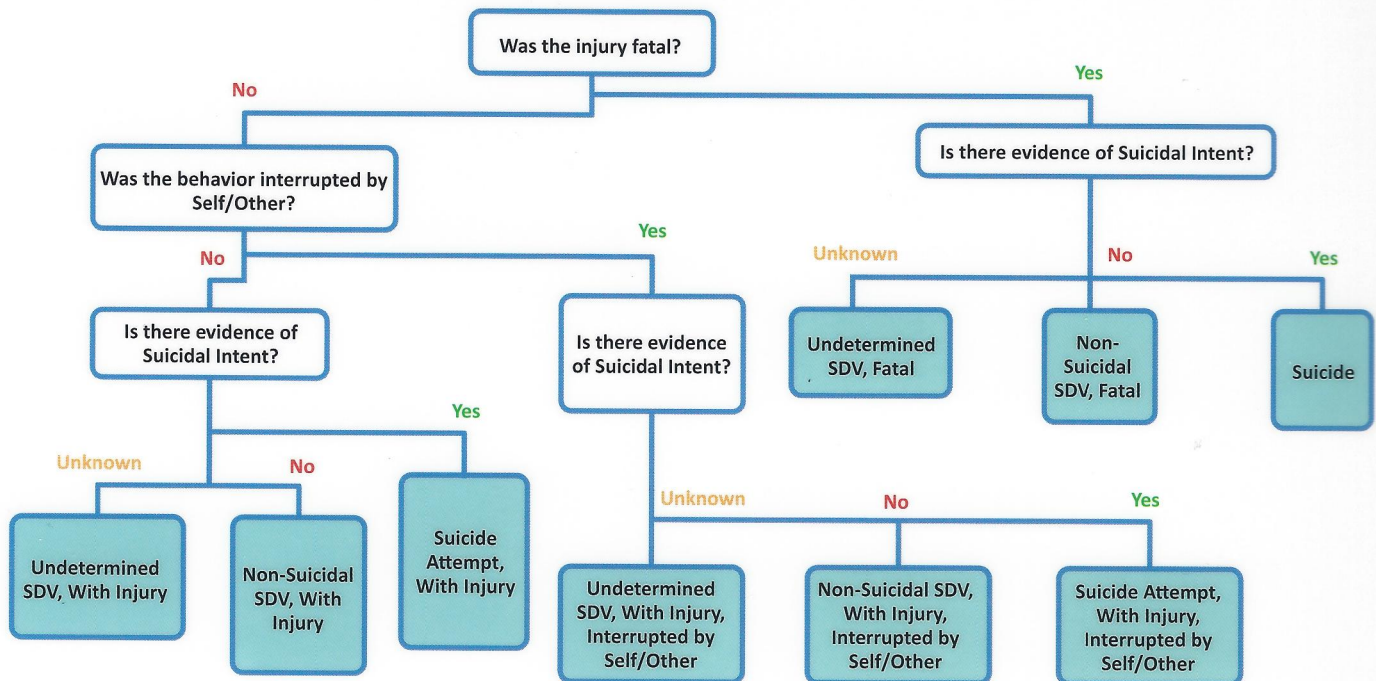 Was the injury fatal?
No
Yes
Was the behavior interrupted by
Self/Other?
Is there evidence of Suicidal Intent?
No
Yes
Unknown
No
Yes
Is there evidence of
Suicidal Intent?
Is there evidence
of Suicidal Intent?
Undetermined
SDV, Fatal
Non-
Suicidal
SDV, Fatal
Suicide
Unknown
No
Yes
Unknown
No
Yes
Undetermined
SDV, With Injury
Non-Suicidal
SDV, With
Injury
Suicide
Attempt,
With Injury
Undetermined
SDV, With Injury,
Interrupted by
Self/Other
Non-Suicidal SDV,
With Injury,
Interrupted by
Self/Other
Suicide Attempt,
With Injury,
Interrupted by
Self/Other